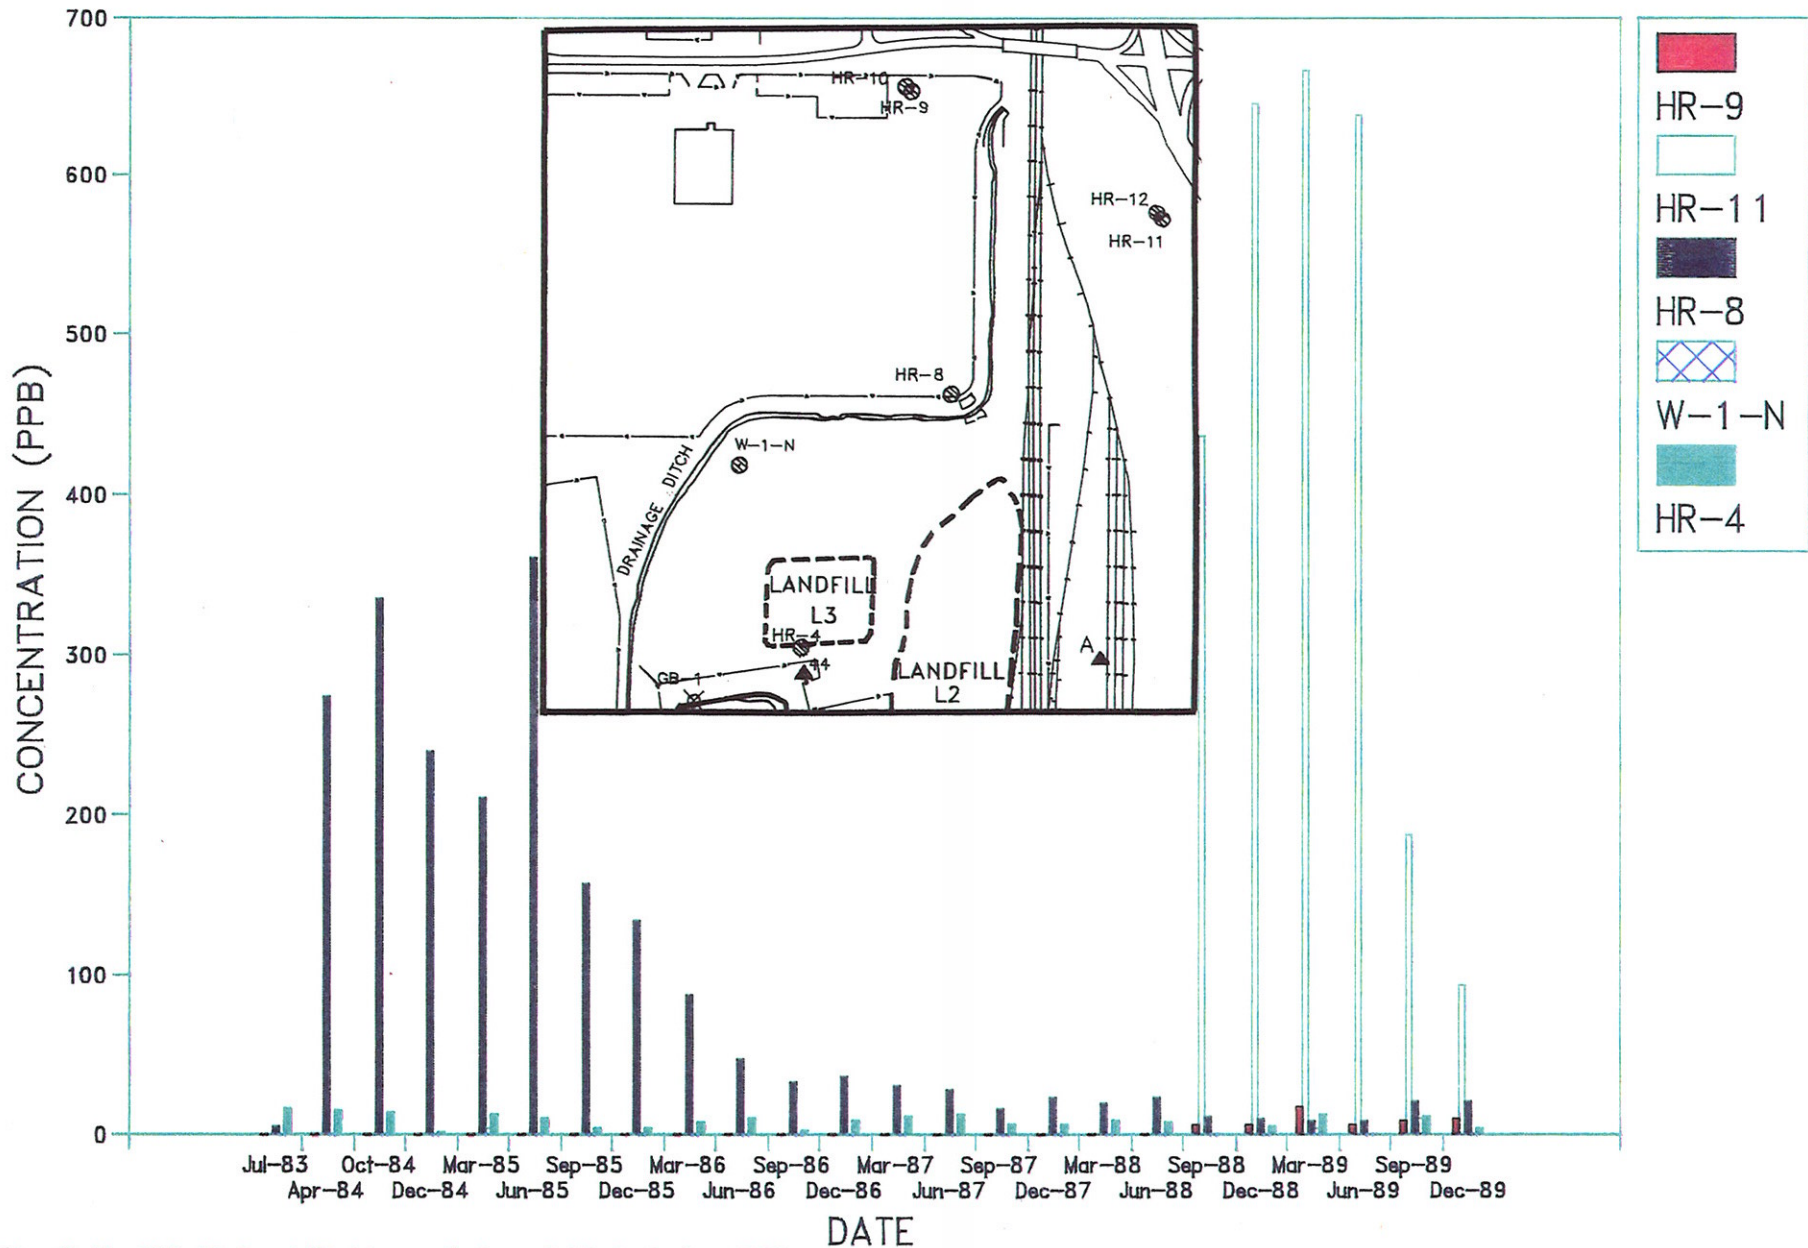 700
600
500
400
300
200
100
0
CONCENTRATION (PPB)
HR-10
HR-9
HR-12
HR-11
HR-8
W-1-N
DRAINAGE DITCH
LANDFILL
L3
HR-4
44
GB-1
LANDFILL
L2
A
HR-9
HR-11
HR-8
W-1-N
HR-4
Jul-83 Oct-84 Mar-85 Sep-85 Mar-86 Sep-86 Mar-87 Sep-87 Mar-88 Sep-88 Mar-89 Sep-89
Apr-84 Dec-84 Jun-85 Dec-85 Jun-86 Dec-86 Jun-87 Dec-87 Jun-88 Dec-88 Jun-89 Dec-89
DATE